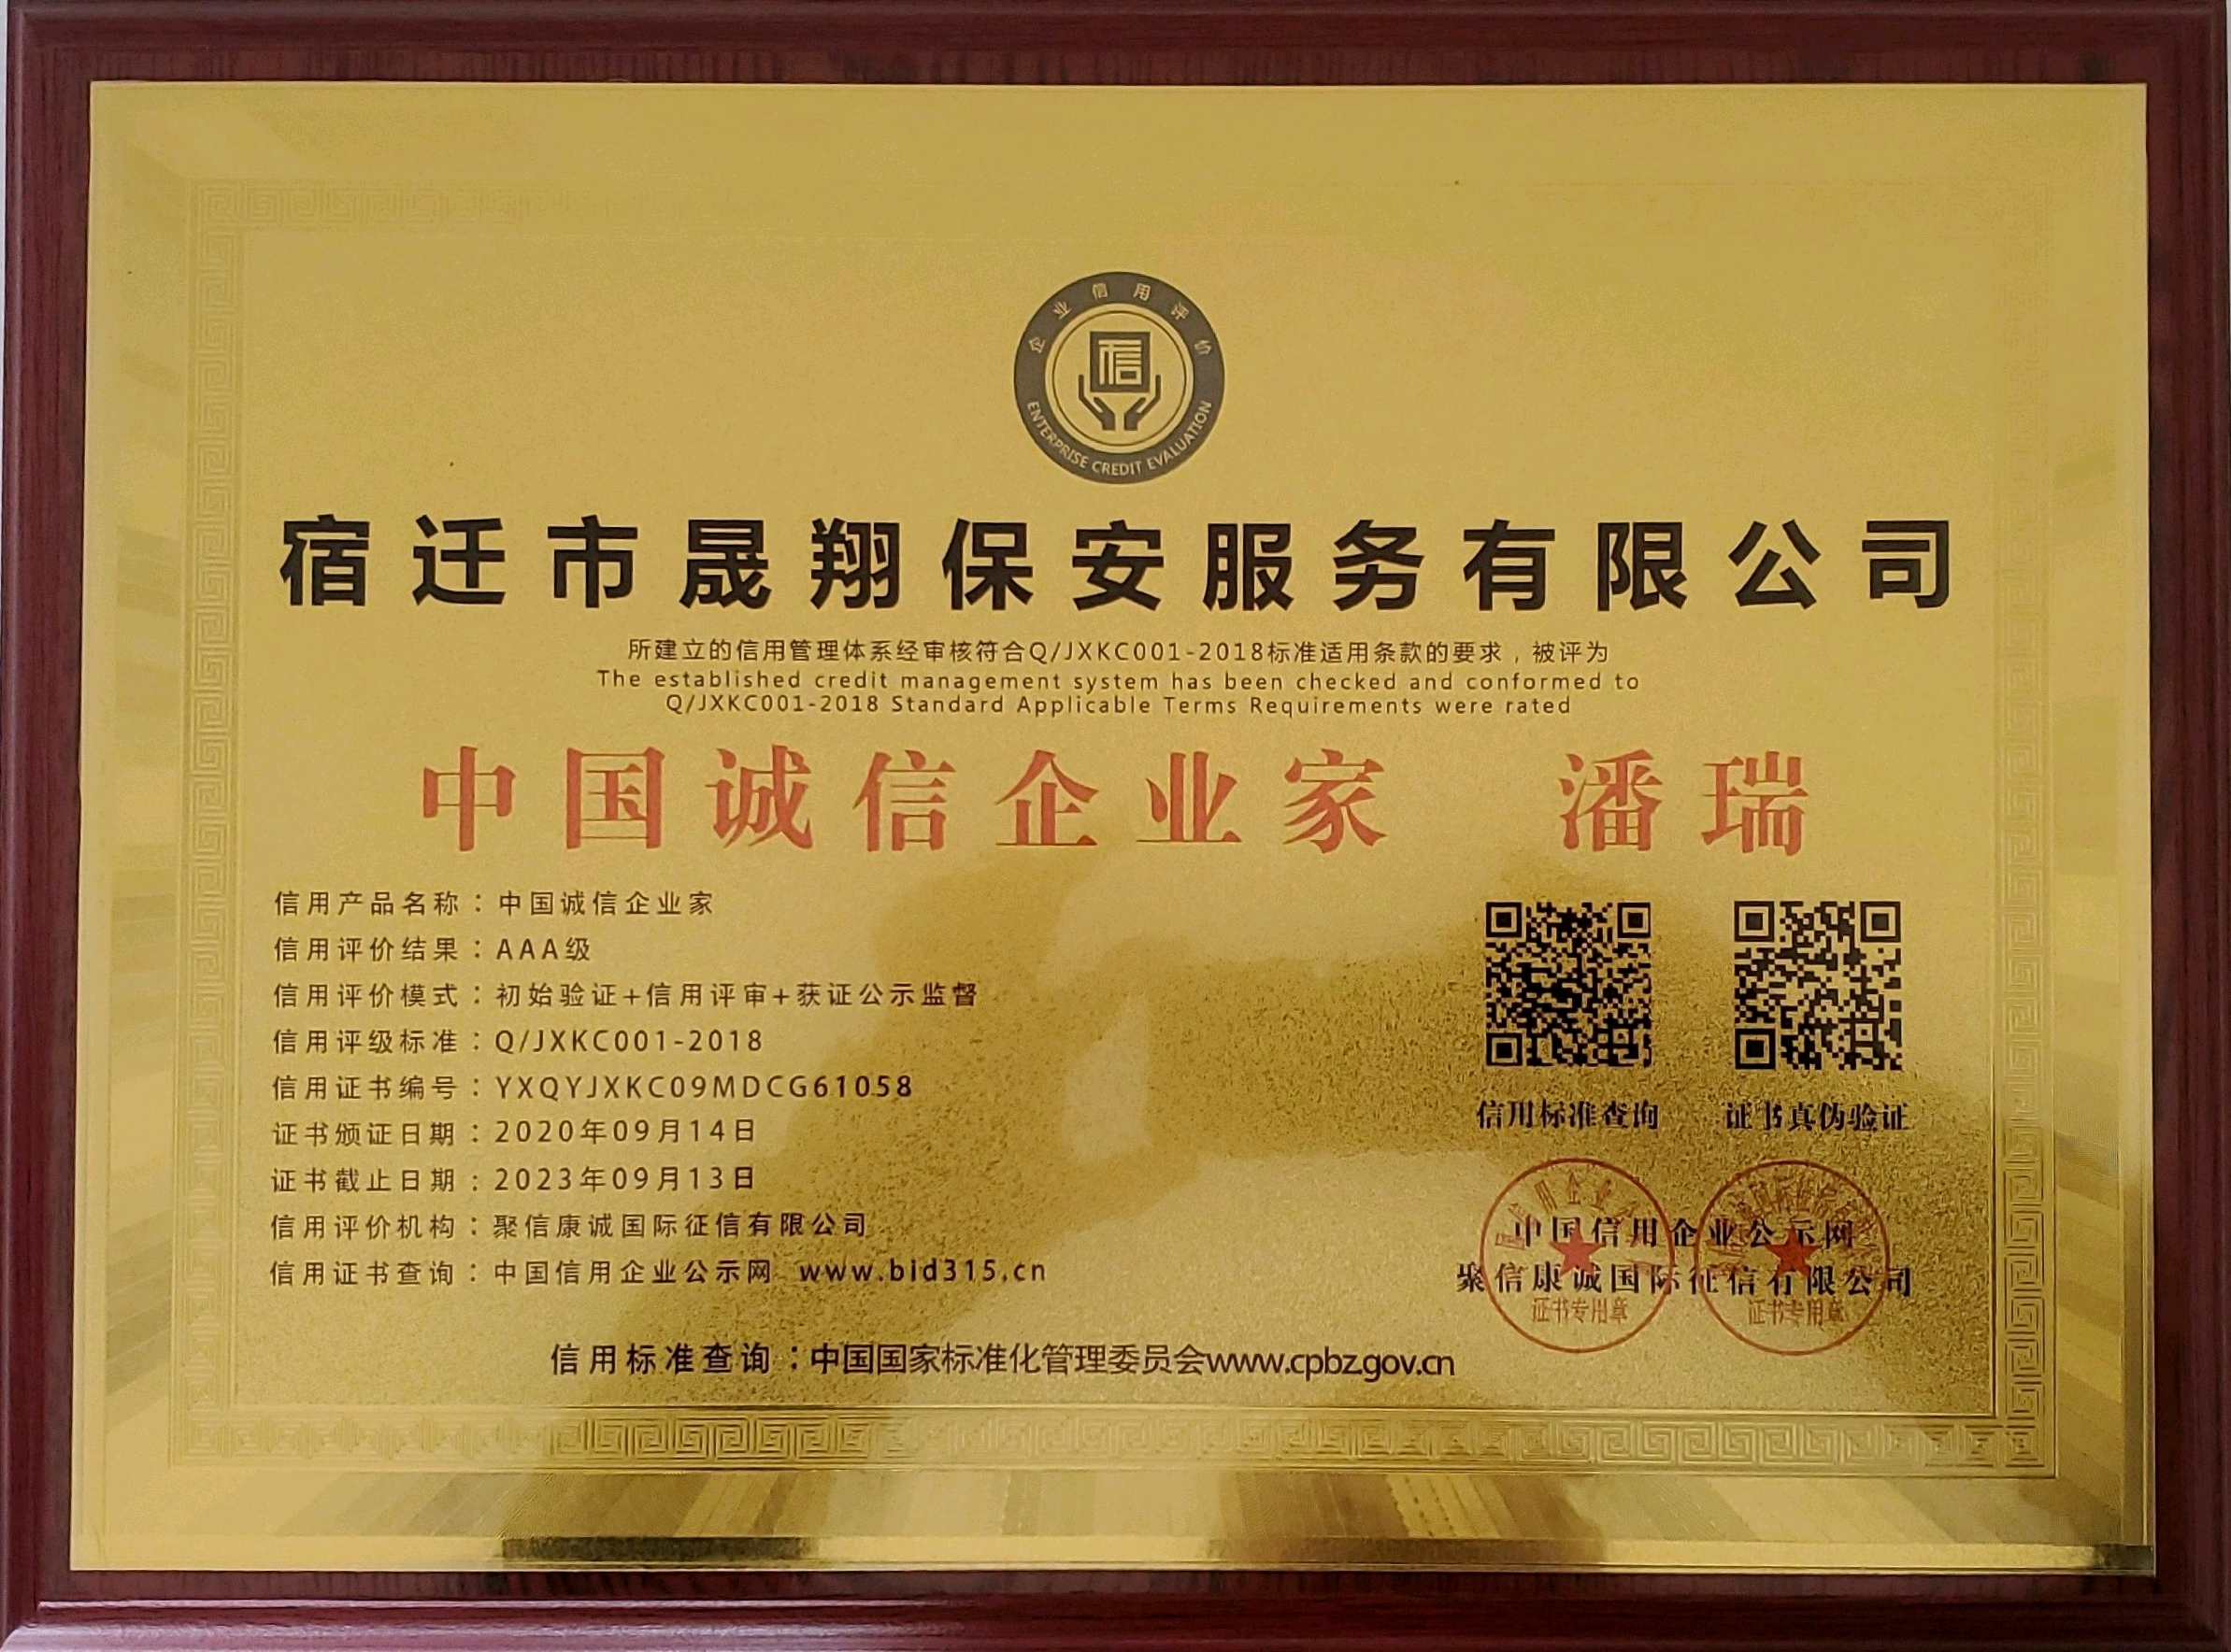 企业信用评价
信
ENTERPRISE CREDIT EVALUATION
宿迁市晟翔保安服务有限公司
所建立的信用管理体系经审核符合Q/JXKC001-2018标准适用条款的要求，被评为
The established credit management system has been checked and conformed to
Q/JXKC001-2018 Standard Applicable Terms Requirements were rated
中国诚信企业家 潘瑞
信用产品名称：中国诚信企业家
信用评价结果：AAA级
信用评价模式：初始验证+信用评审+获证公示监督
信用评级标准：Q/JXKC001-2018
信用证书编号：YXQYJXKC09MDCG61058
证书颁证日期：2020年09月14日
证书截止日期：2023年09月13日
信用评价机构：聚信康诚国际征信有限公司
信用证书查询：中国信用企业公示网 www.bid315.cn
信用标准查询 证书真伪验证
中国信用企业公示网
聚信康诚国际征信有限公司
证书专用章 证书专用章
信用标准查询：中国国家标准化管理委员会www.cpbz.gov.cn